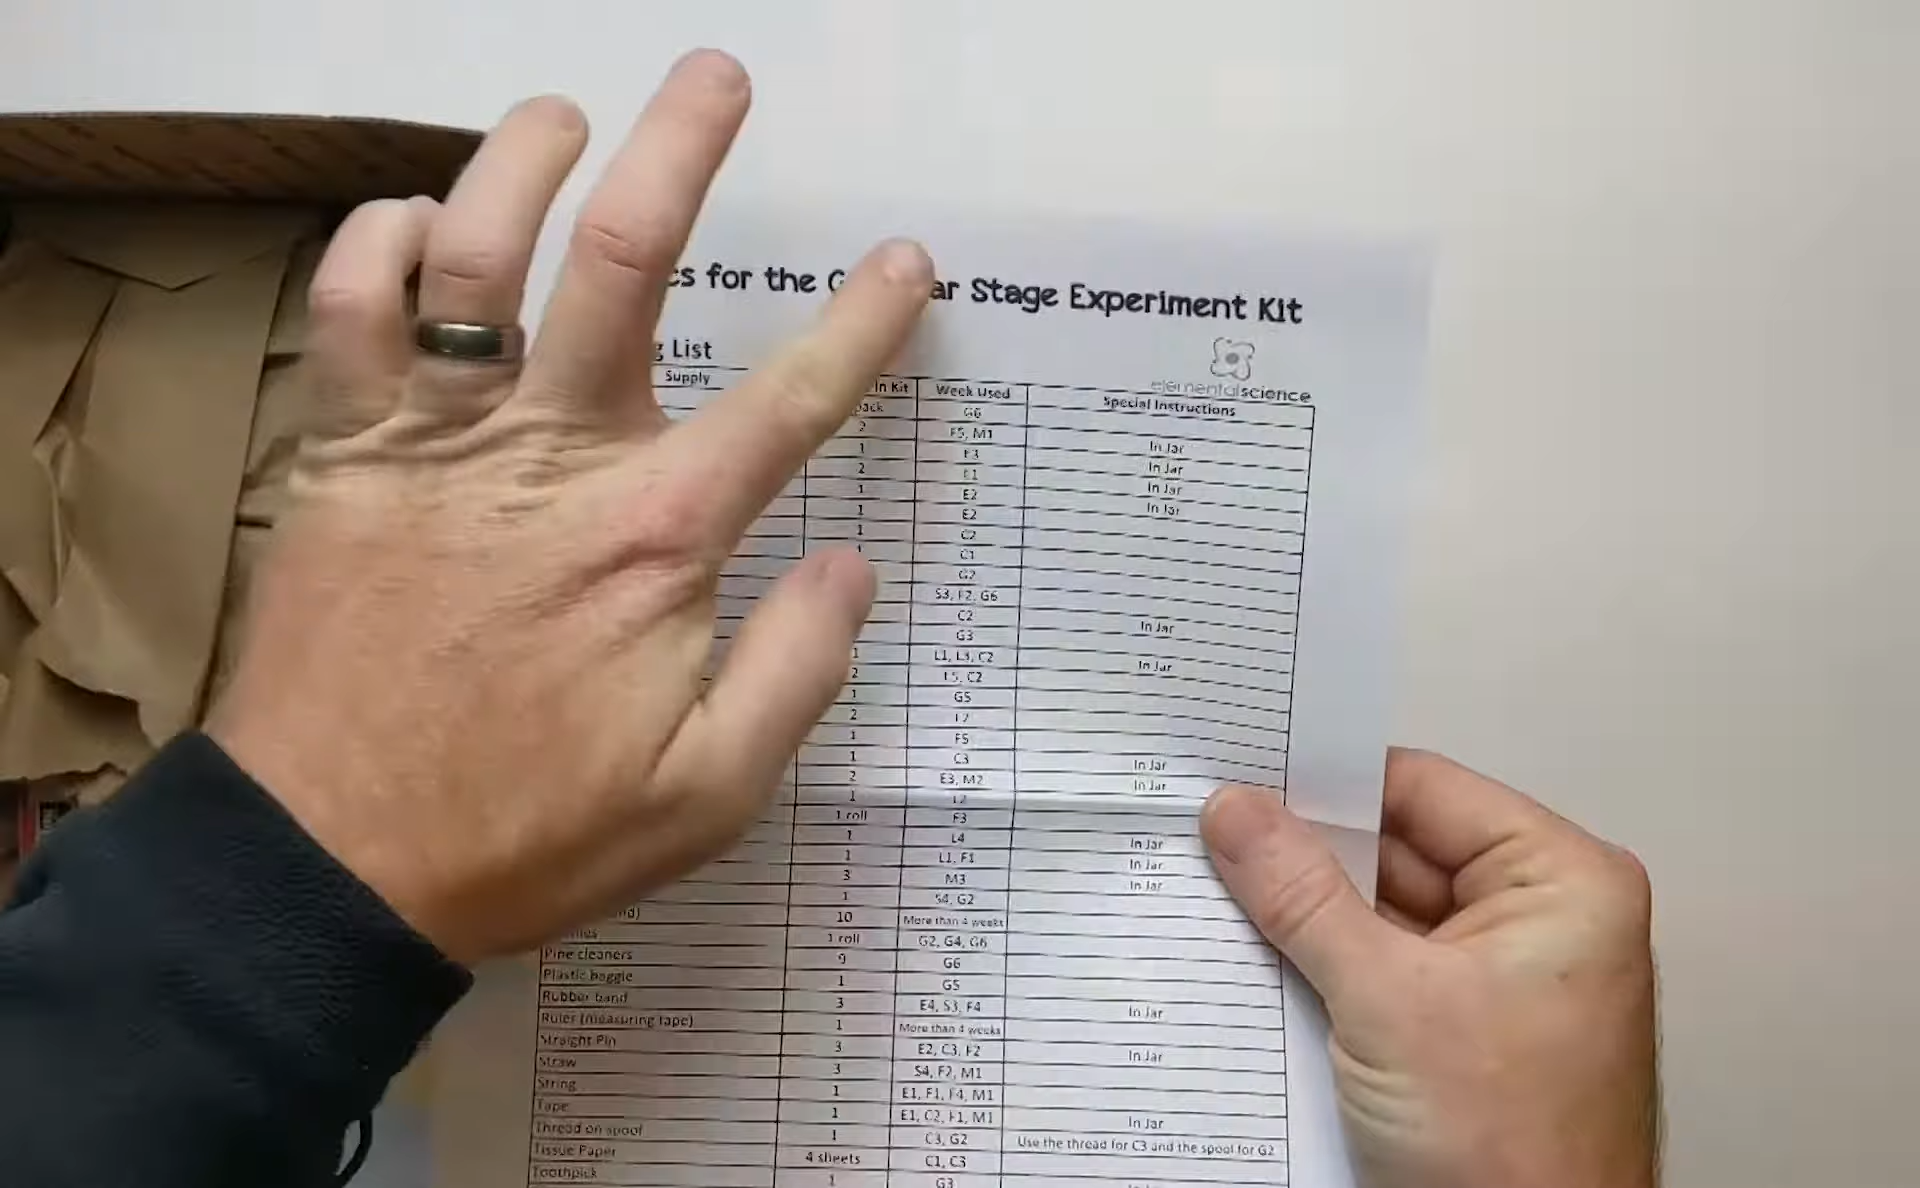 for the ar Stage Experiment Kit
List
elementalscience
Supply In Kit Week Used Special Instructions
pack G6
2 F5, M1 In Jar
1 E3 In Jar
2 E1 In Jar
1 E2 In Jar
1 E2
1 C2
1 C1
G2
S3, F2, G6
C2 In Jar
G3
1 L1, L3, C2 In Jar
2 C2
1 G5
2
1 F5
1 C3 In Jar
2 E3, M2 In Jar
1
1 roll F3
1 L4 In Jar
1 L1, F1 In Jar
3 M3 In Jar
1 S4, G2
10 More than 4 weeks
1 roll G2, G4, G6
Pipe cleaners 9 G6
Plastic baggie 1 G5
Rubber band 3 E4, S3, F4 In Jar
Ruler (measuring tape) 1 More than 4 weeks
Straight Pin 3 E2, C3, F2 In Jar
Straw 3 S4, F2, M1
String 1 E1, F1, F4, M1
Tape 1 E1, C2, F1, M1 In Jar
Thread on spool 1 C3, G2 Use the thread for C3 and the spool for G2
Tissue Paper 4 sheets C1, C3
Toothpick 1 G3